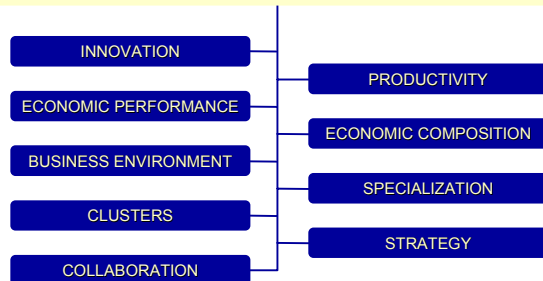 INNOVATION
PRODUCTIVITY
ECONOMIC PERFORMANCE
ECONOMIC COMPOSITION
BUSINESS ENVIRONMENT
SPECIALIZATION
CLUSTERS
STRATEGY
COLLABORATION